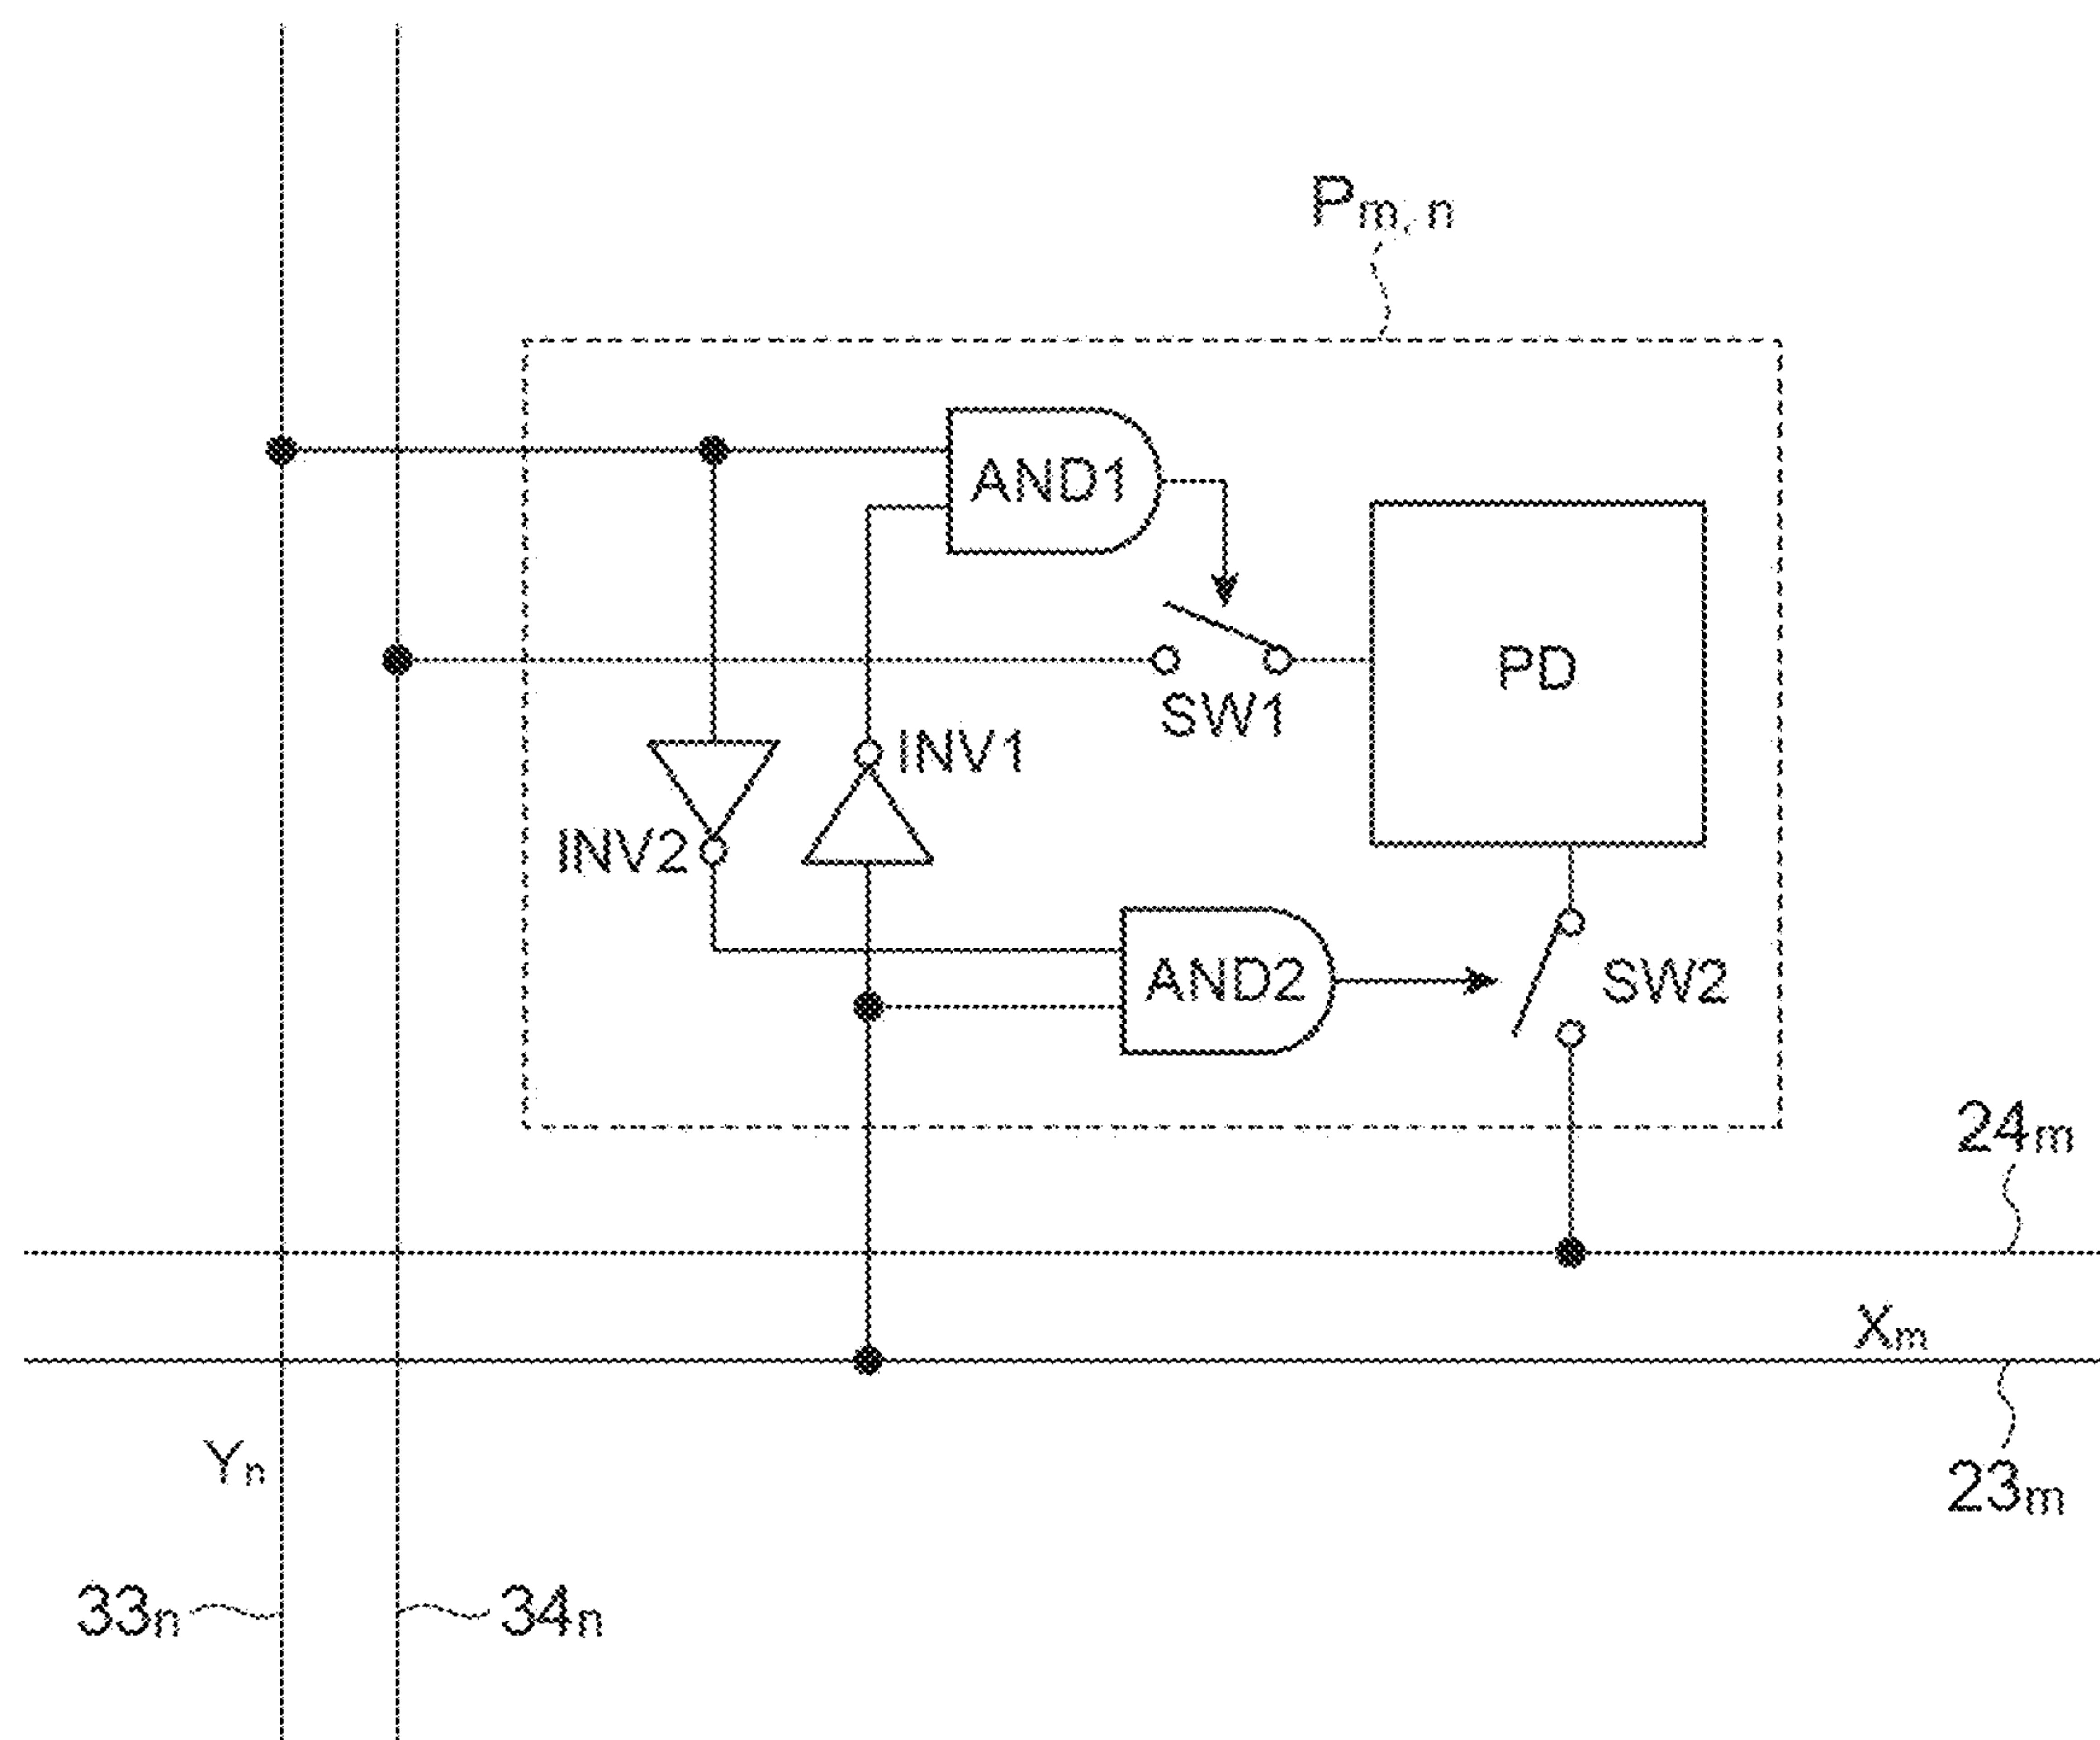 Pm, n
AND1
PD
SW1
INV1
INV2
AND2
SW2
24m
Xm
Yn
23m
33n
34n